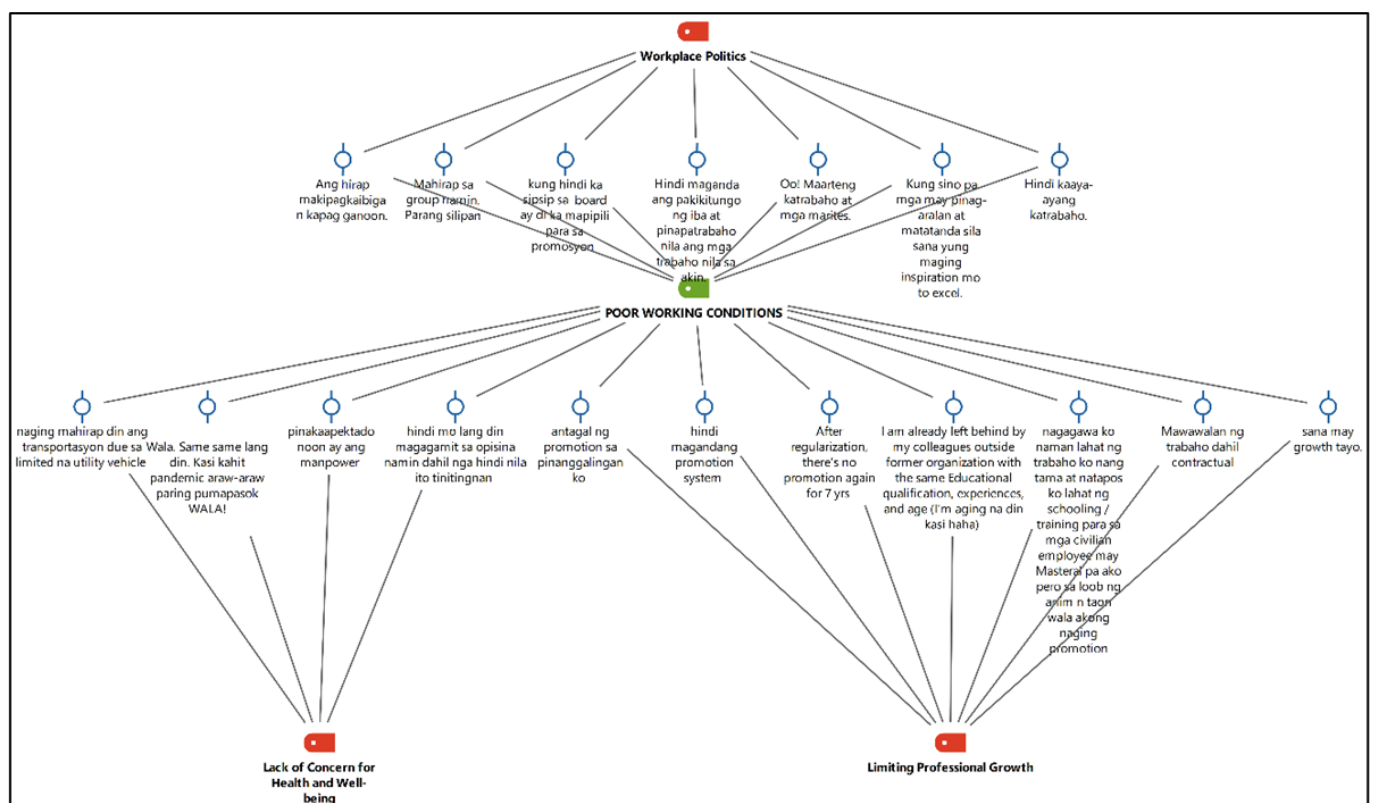 Workplace Politics
Ang hirap
makipagkaibiga
n kapag ganoon.
Mahirap sa
group namin.
Parang silipan
kung hindi ka
sipsip sa board
ay di ka mapipili
para sa
promosyon
Hindi maganda
ang pakikitungo
ng iba at
pinapatrabaho
nila ang mga
trabaho nila sa
akin.
Oo! Maarteng
katrabaho at
mga marites.
Kung sino pa
mga may pinag-
aralan at
matatanda sila
sana yung
maging
inspiration mo
to excel.
Hindi kaaya-
ayang
katrabaho.
POOR WORKING CONDITIONS
naging mahirap din ang
transportasyon due sa
limited na utility vehicle
Wala. Same same lang
din. Kasi kahit
pandemic araw-araw
paring pumapasok
WALA!
pinakaapektado
noon ay ang
manpower
hindi mo lang din
magagamit sa opisina
namin dahil nga hindi nila
ito tinitingnan
antagal ng
promotion sa
pinanggalingan
ko
hindi
magandang
promotion
system
After
regularization,
there's no
promotion again
for 7 yrs
I am already left behind by
my colleagues outside
former organization with
the same Educational
qualification, experiences,
and age (I'm aging na din
kasi haha)
nagagawa ko
naman lahat ng
trabaho ko nang
tama at natapos
ko lahat ng
schooling /
training para sa
mga civilian
employee may
Masteral pa ako
pero sa loob ng
anim n taon
wala akong
naging
promotion
Mawawalan ng
trabaho dahil
contractual
sana may
growth tayo.
Lack of Concern for
Health and Well-
being
Limiting Professional Growth